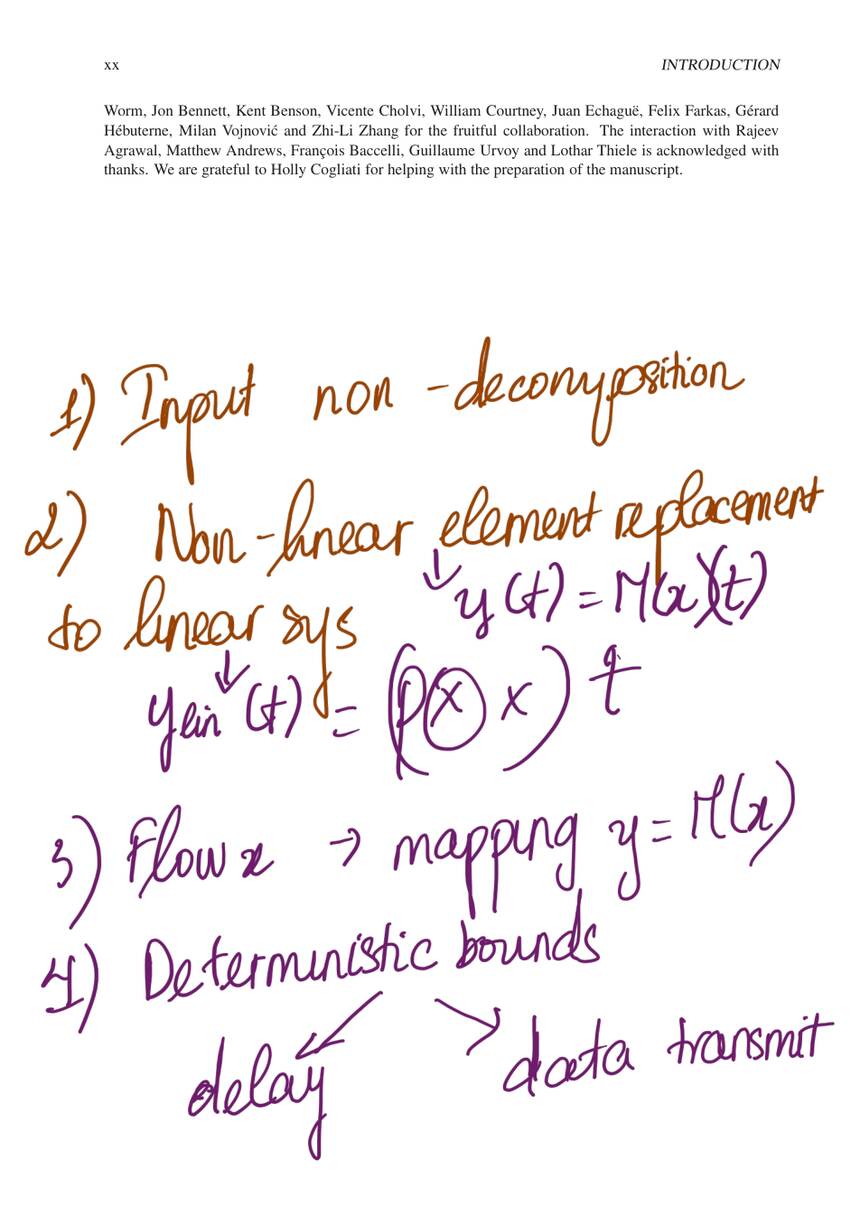 xx INTRODUCTION
Worm, Jon Bennett, Kent Benson, Vicente Cholvi, William Courtney, Juan Echaguë, Felix Farkas, Gérard
Hébuterne, Milan Vojnović and Zhi-Li Zhang for the fruitful collaboration. The interaction with Rajeev
Agrawal, Matthew Andrews, François Baccelli, Guillaume Urvoy and Lothar Thiele is acknowledged with
thanks. We are grateful to Holly Cogliati for helping with the preparation of the manuscript.
1) Input non-decomposition
2) Non-linear element replacement
↓ y(t) = M(x)(t)
to linear sys
↓
ylin(t) = (p⊗x) t
3) Flow x → mapping y = M(x)
4) Deterministic bounds
delay data transmit